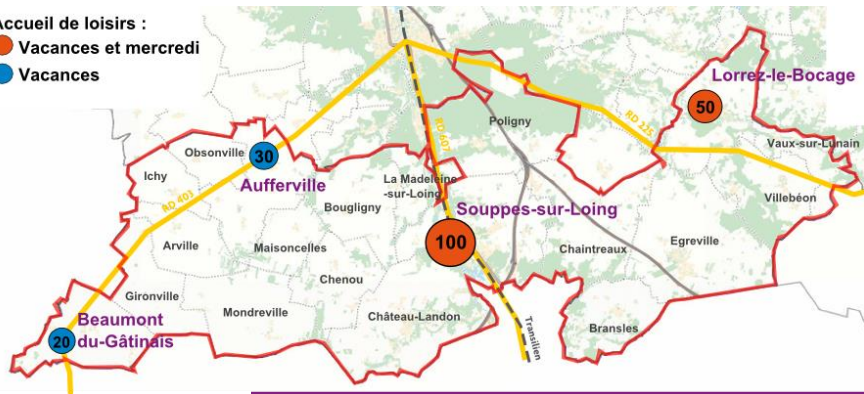 Accueil de loisirs :
Vacances et mercredi
Vacances
Lorrez-le-Bocage
50
RD 225
Poligny
RD 607
Vaux-sur-Lunain
Obsonville
30
Ichy
Aufferville
La Madeleine
-sur-Loing
Villebéon
RD 403
Bougligny
Souppes-sur-Loing
100
Arville
Maisoncelles
Chaintreaux
Egreville
Chenou
Gironville
Mondreville
Château-Landon
Beaumont
du-Gâtinais
20
Transilien
Bransles